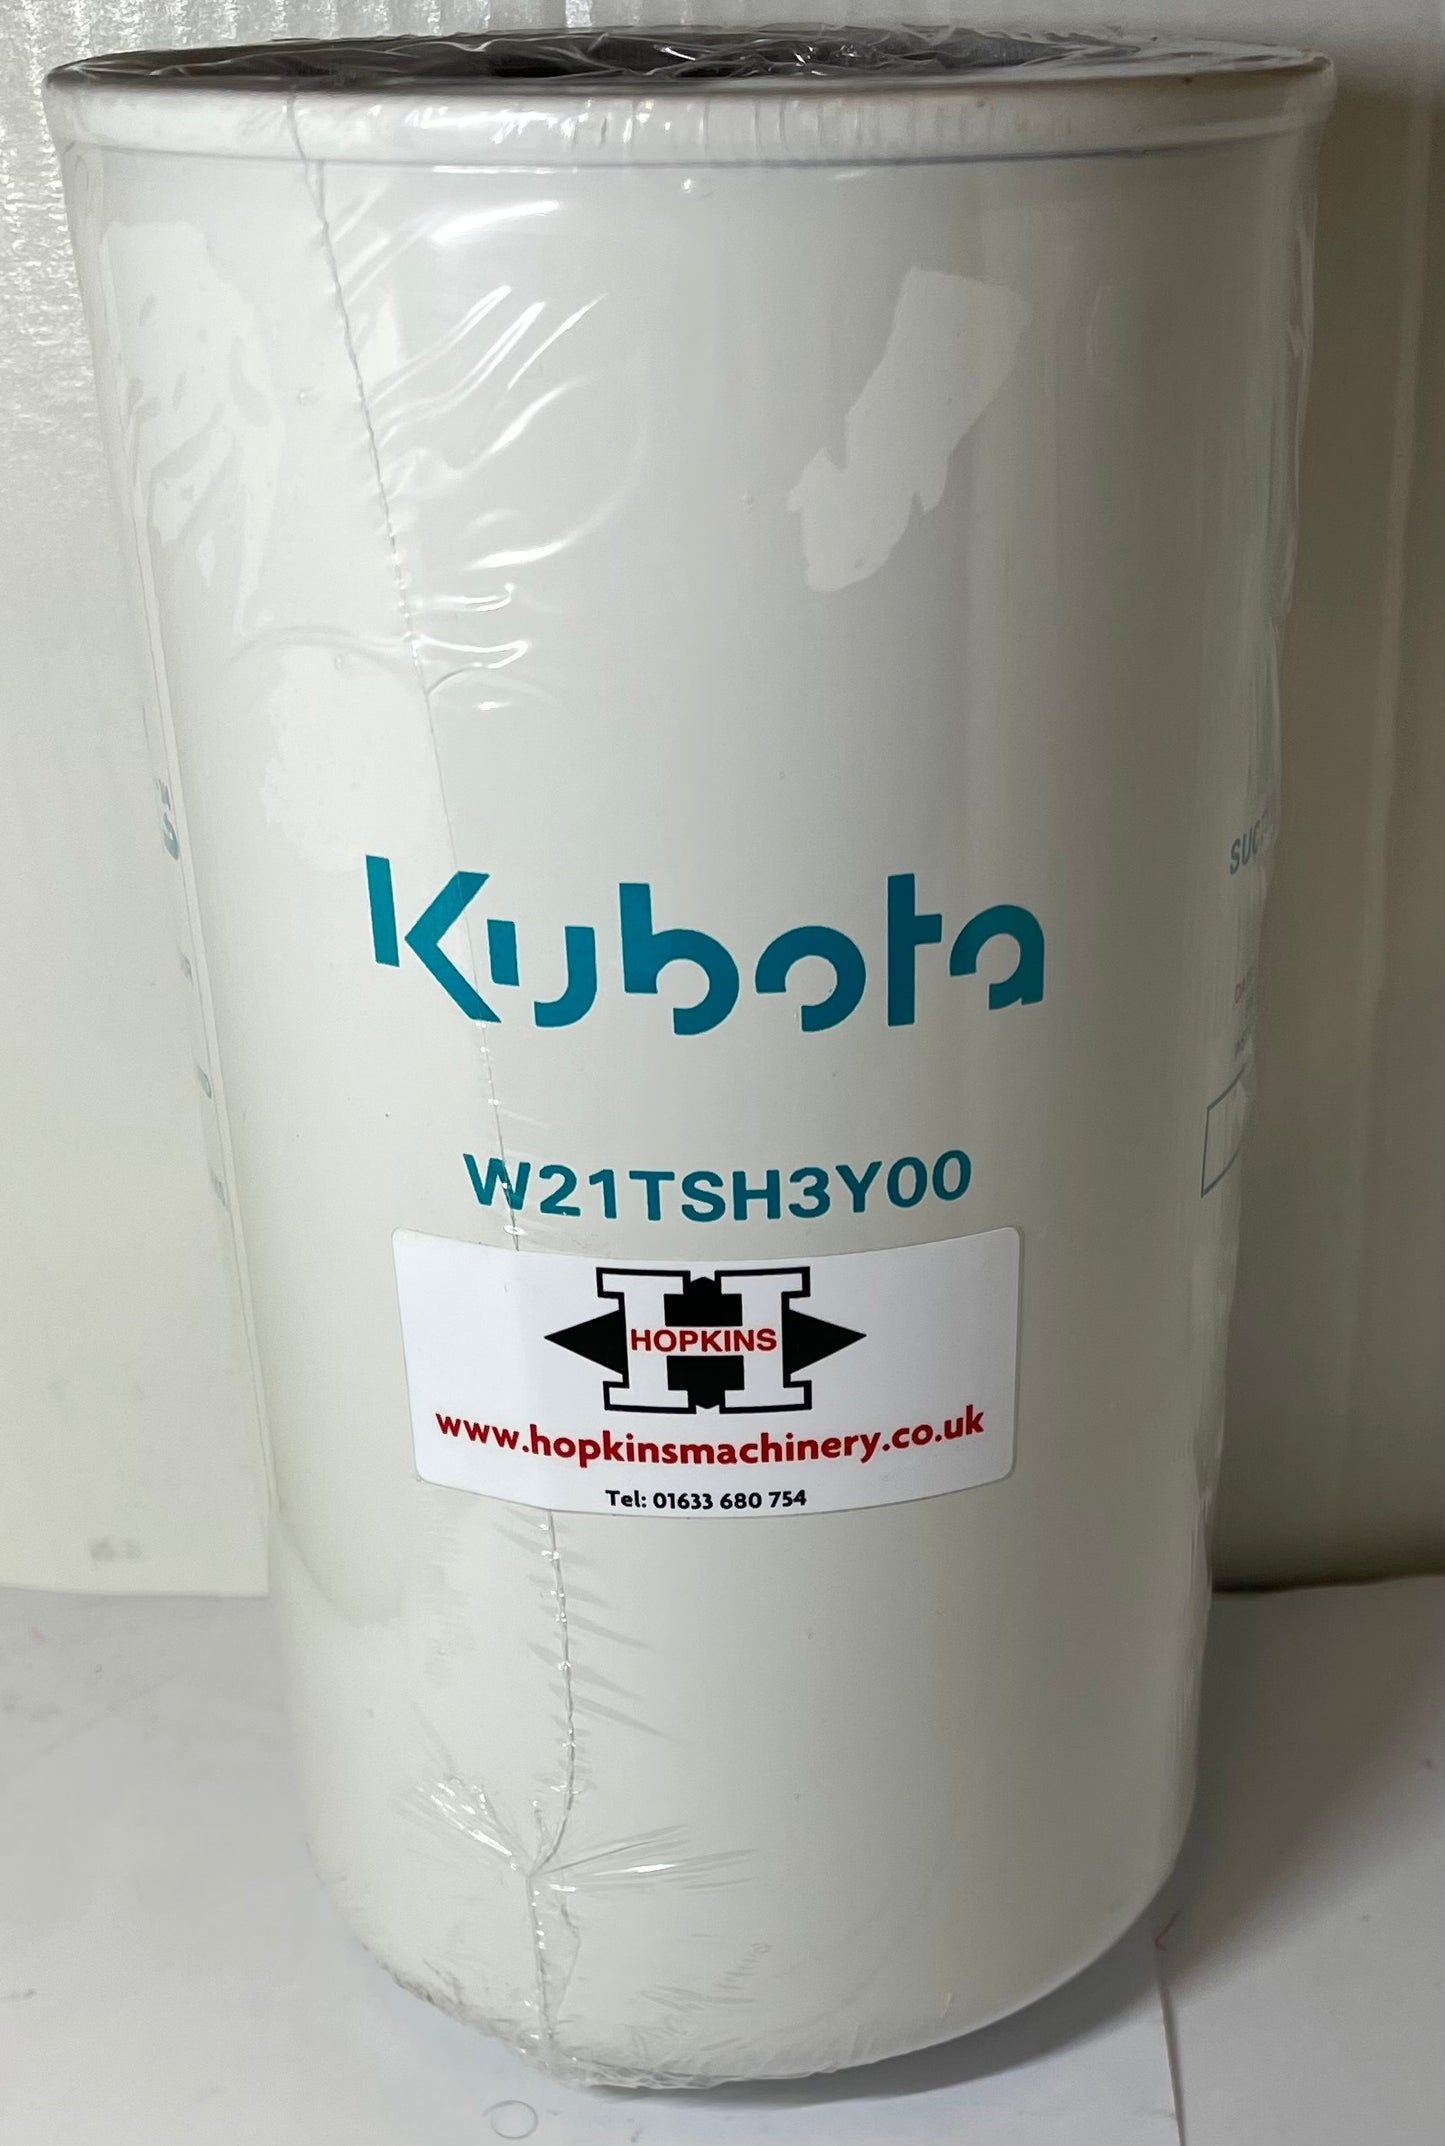 Kubota
W21TSH3Y00
HOPKINS
www.hopkinsmachinery.co.uk
Tel: 01633 680 754